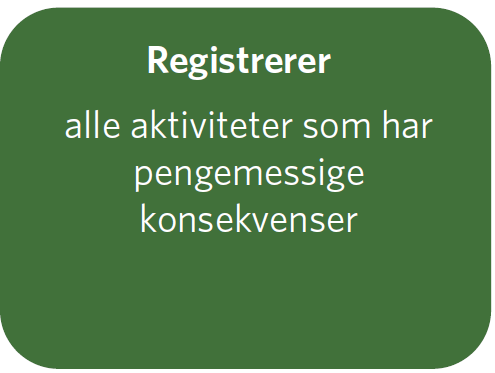 Registrerer
alle aktiviteter som har
pengemessige
konsekvenser